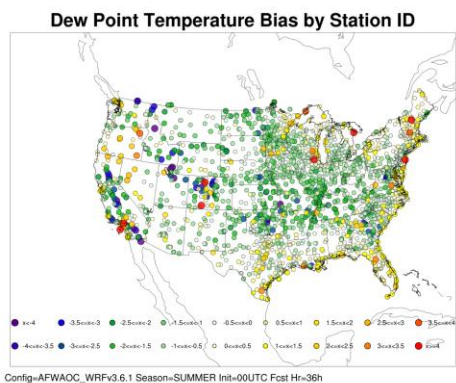 Dew Point Temperature Bias by Station ID
x<-4 -3.5<=x<-3 -2.5<=x<-2 -1.5<=x<-1 -0.5<=x<0 0.5<=x<1 1.5<=x<2 2.5<=x<3 3.5<=x<4
-4<=x<-3.5 -3<=x<-2.5 -2<=x<-1.5 -1<=x<-0.5 0<=x<0.5 1<=x<1.5 2<=x<2.5 3<=x<3.5 x>=4
Config=AFWAOC_WRFv3.6.1 Season=SUMMER Init=00UTC Fcst Hr=36h